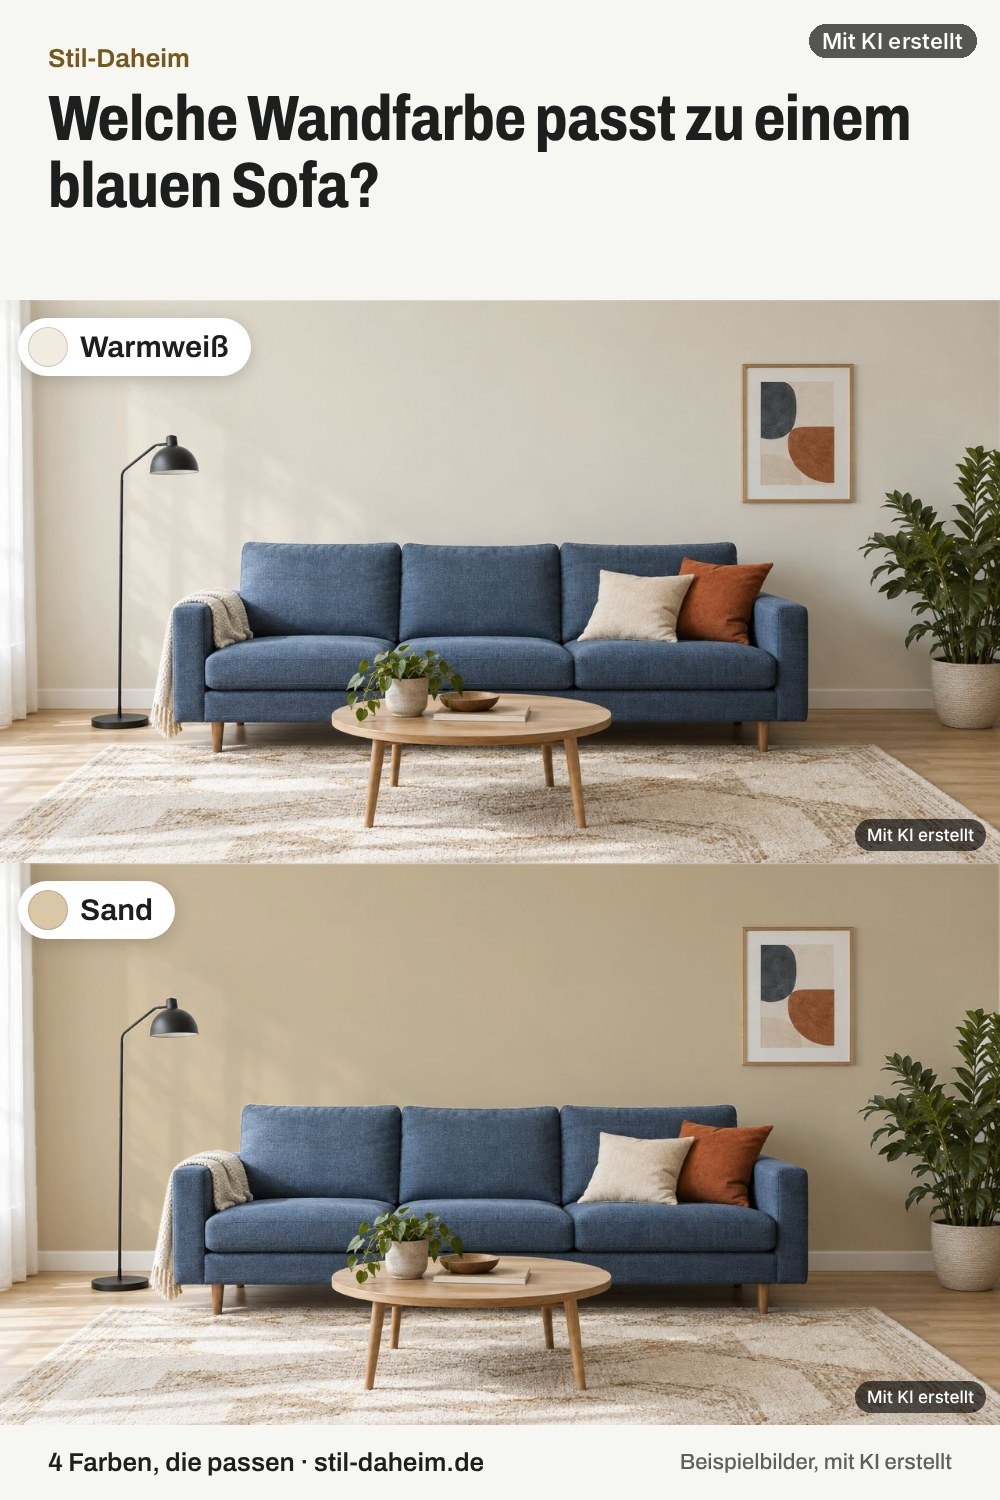 Mit KI erstellt
Stil-Daheim
Welche Wandfarbe passt zu einem
blauen Sofa?
Warmweiß
Mit KI erstellt
Sand
Mit KI erstellt
4 Farben, die passen · stil-daheim.de
Beispielbilder, mit KI erstellt